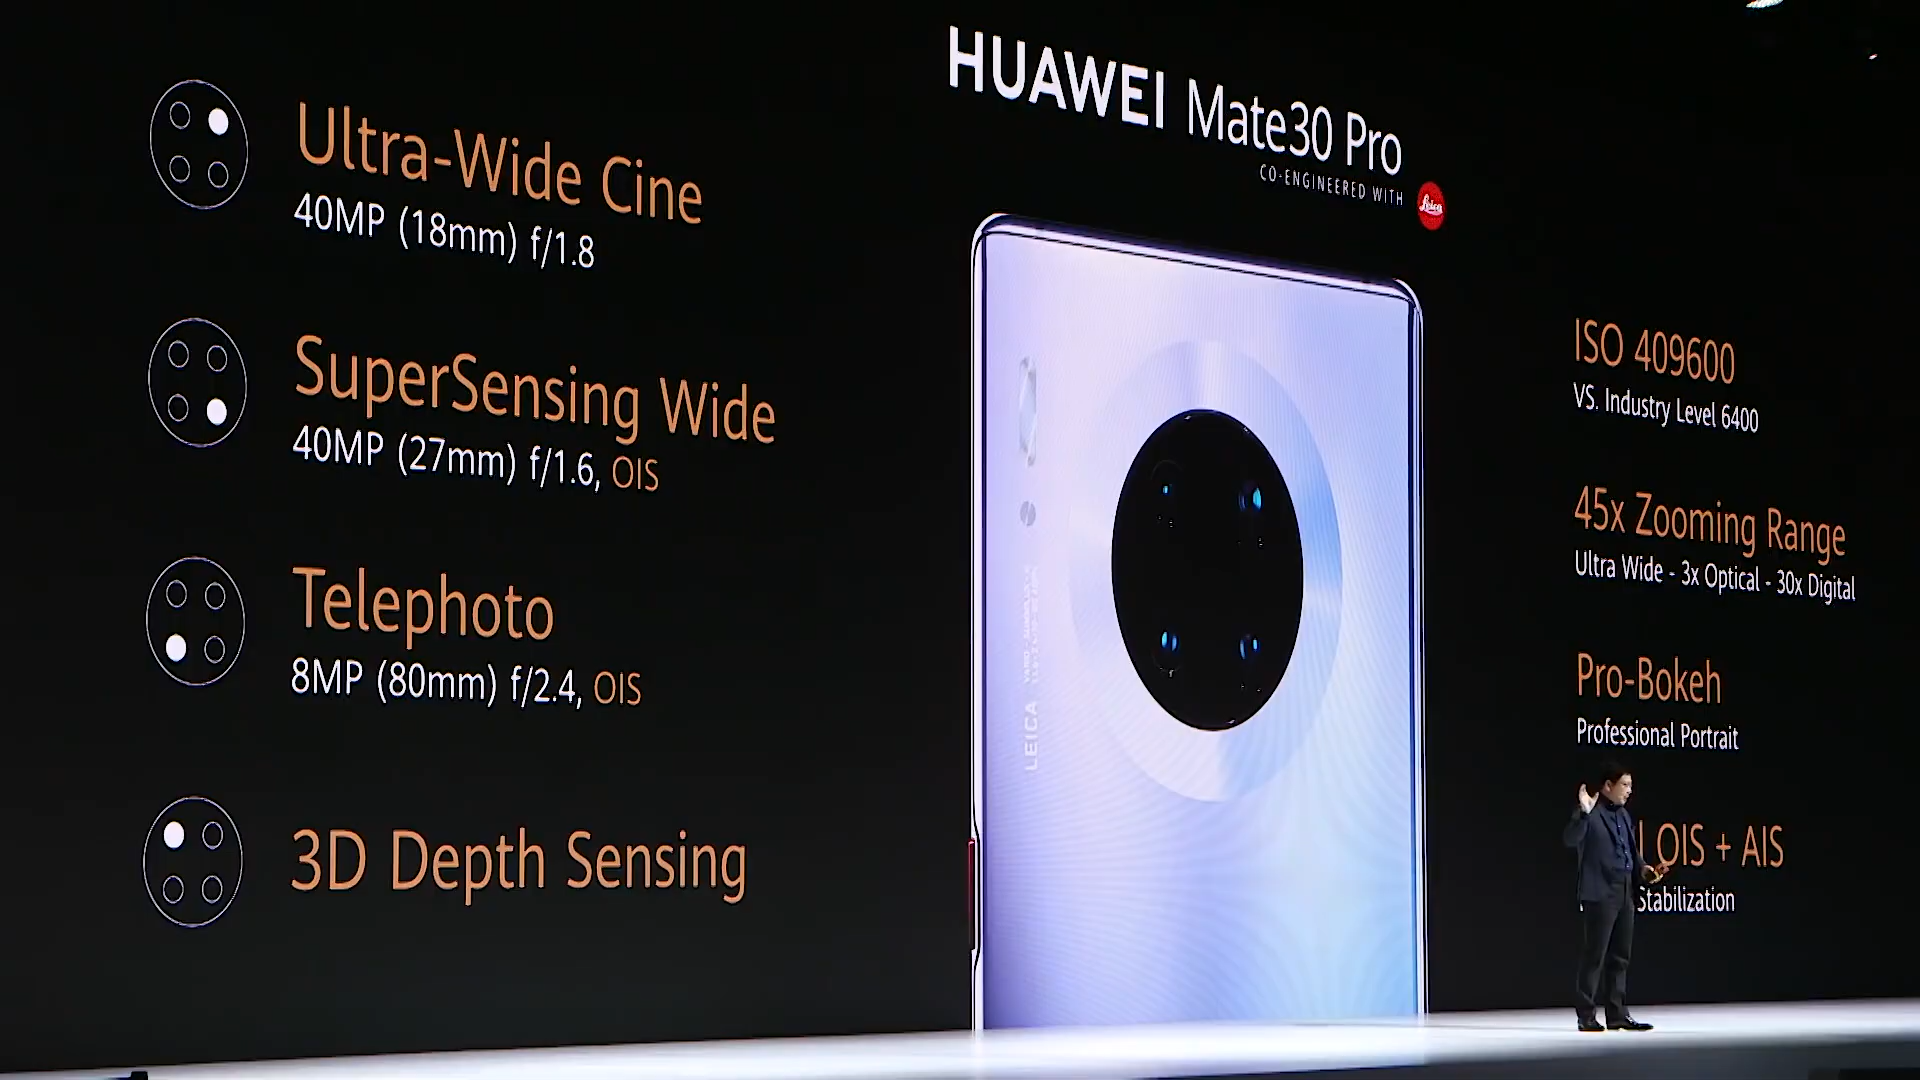 HUAWEI Mate30 Pro
CO-ENGINEERED WITH
Leica
Ultra-Wide Cine
40MP (18mm) f/1.8
SuperSensing Wide
40MP (27mm) f/1.6, OIS
Telephoto
8MP (80mm) f/2.4, OIS
3D Depth Sensing
LEICA
ISO 409600
VS. Industry Level 6400
45x Zooming Range
Ultra Wide - 3x Optical - 30x Digital
Pro-Bokeh
Professional Portrait
OIS + AIS
Stabilization